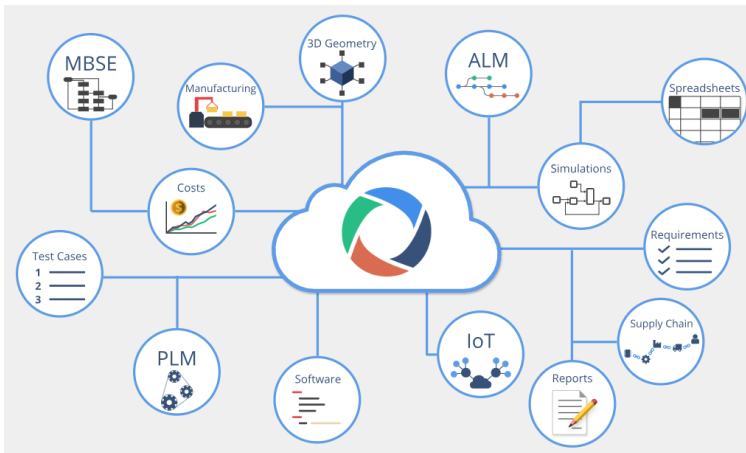 3D Geometry
MBSE
ALM
Manufacturing
Spreadsheets
Simulations
Costs
$
Requirements
Test Cases
1
2
3
Supply Chain
IoT
PLM
Software
Reports